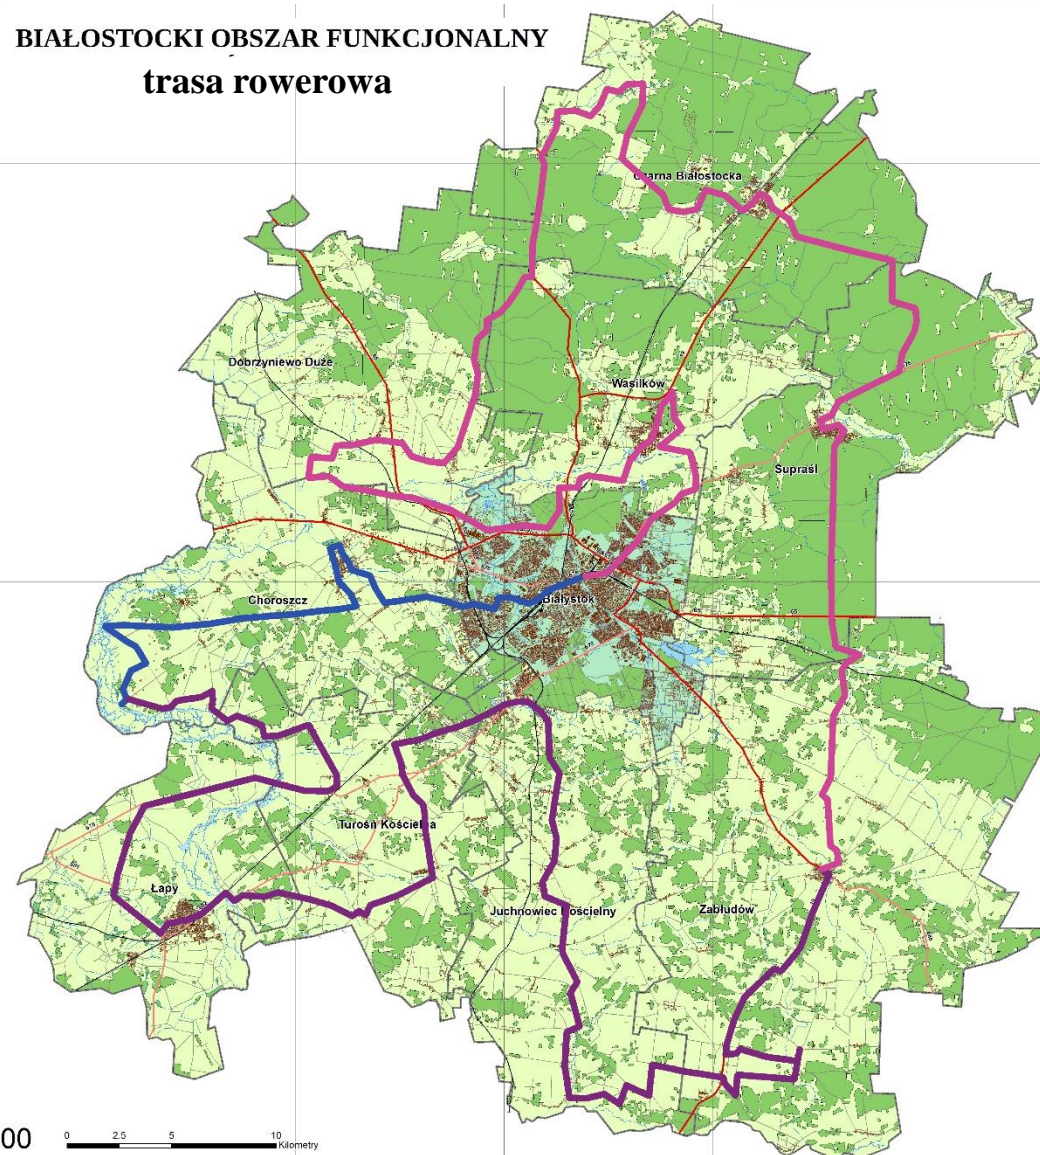 BIAŁOSTOCKI OBSZAR FUNKCJONALNY
trasa rowerowa
Czarna Białostocka
Dobrzyniewo Duże
Wasilków
Supraśl
Choroszcz
Białystok
Turośń Kościelna
Łapy
Juchnowiec Kościelny
Zabłudów
00
0 2.5 5 10
Kilometry